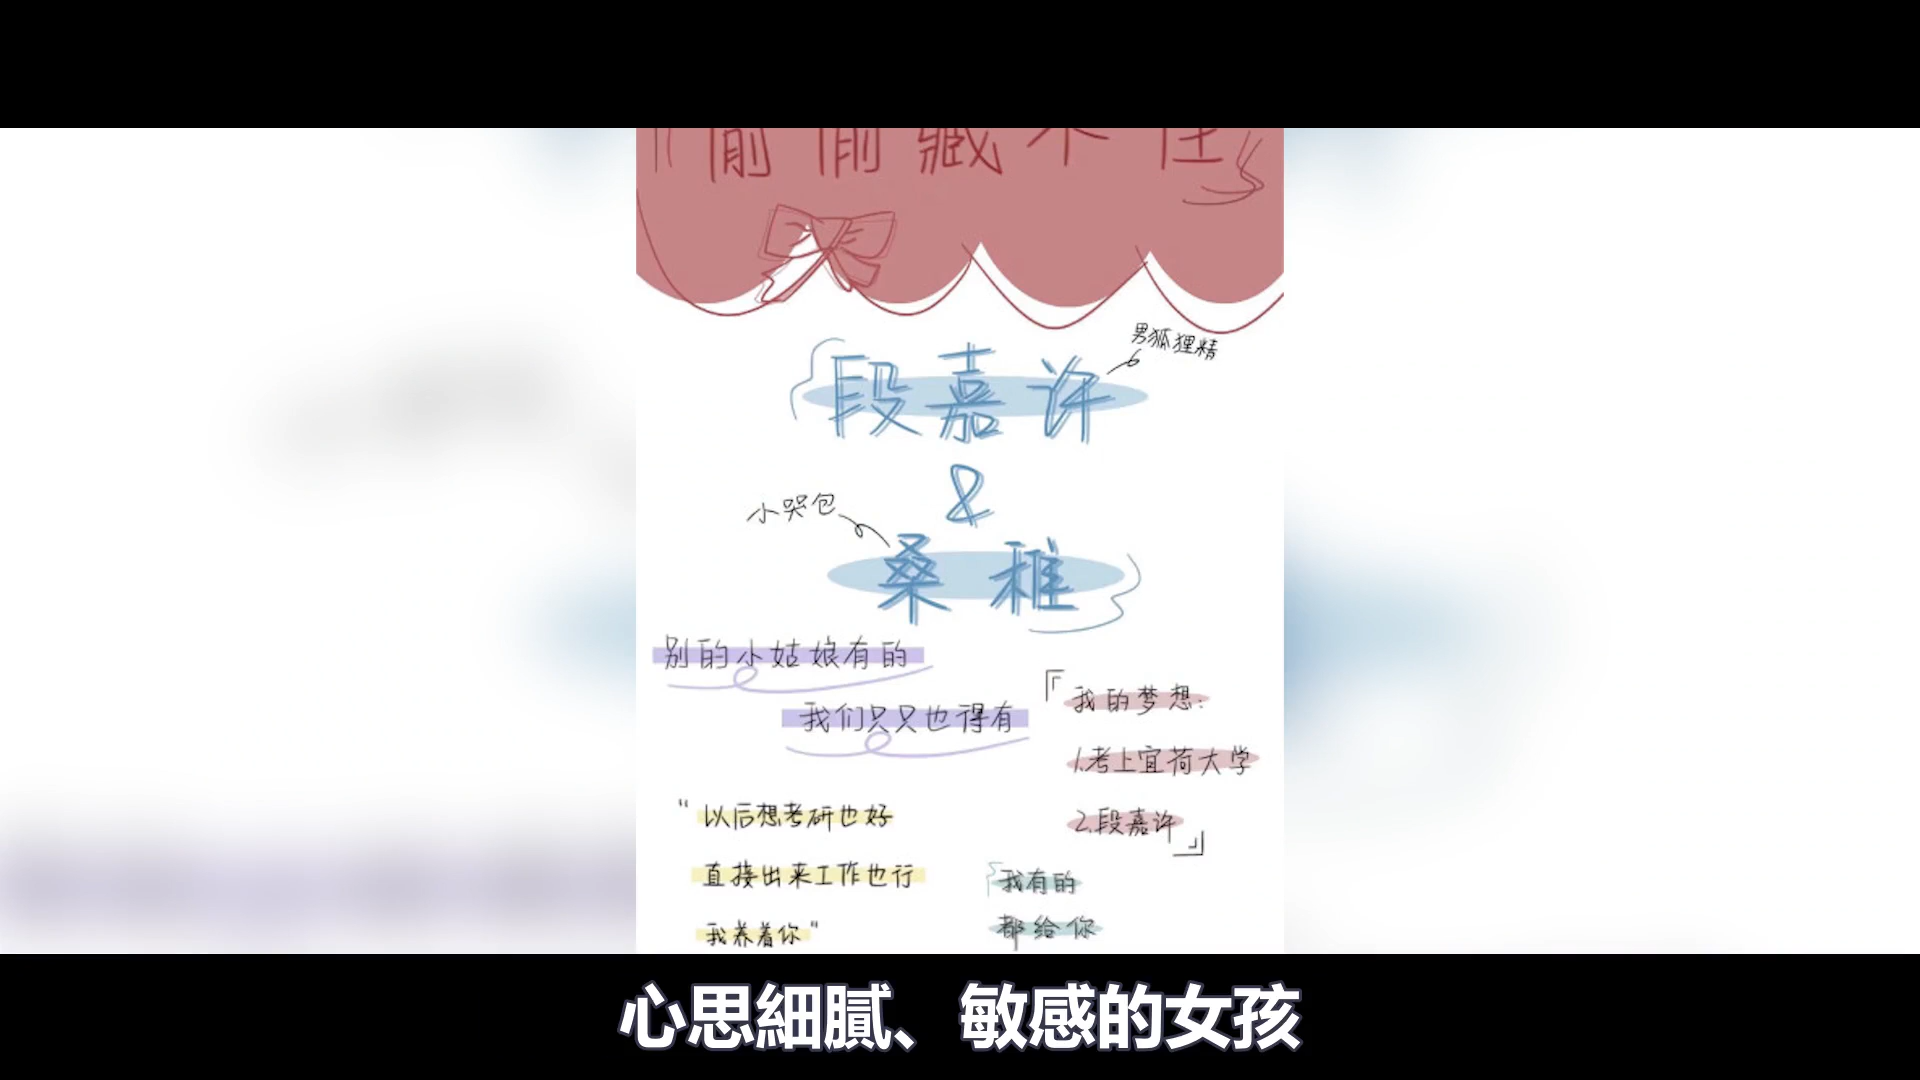 偷偷藏不住
男狐狸精
段嘉许
&
小哭包
桑稚
别的小姑娘有的
我们只只也得有
「我的梦想:
1.考上宜荷大学
2.段嘉许」
“以后想考研也好
直接出来工作也行
我养着你”
我有的
都给你
心思細膩、敏感的女孩